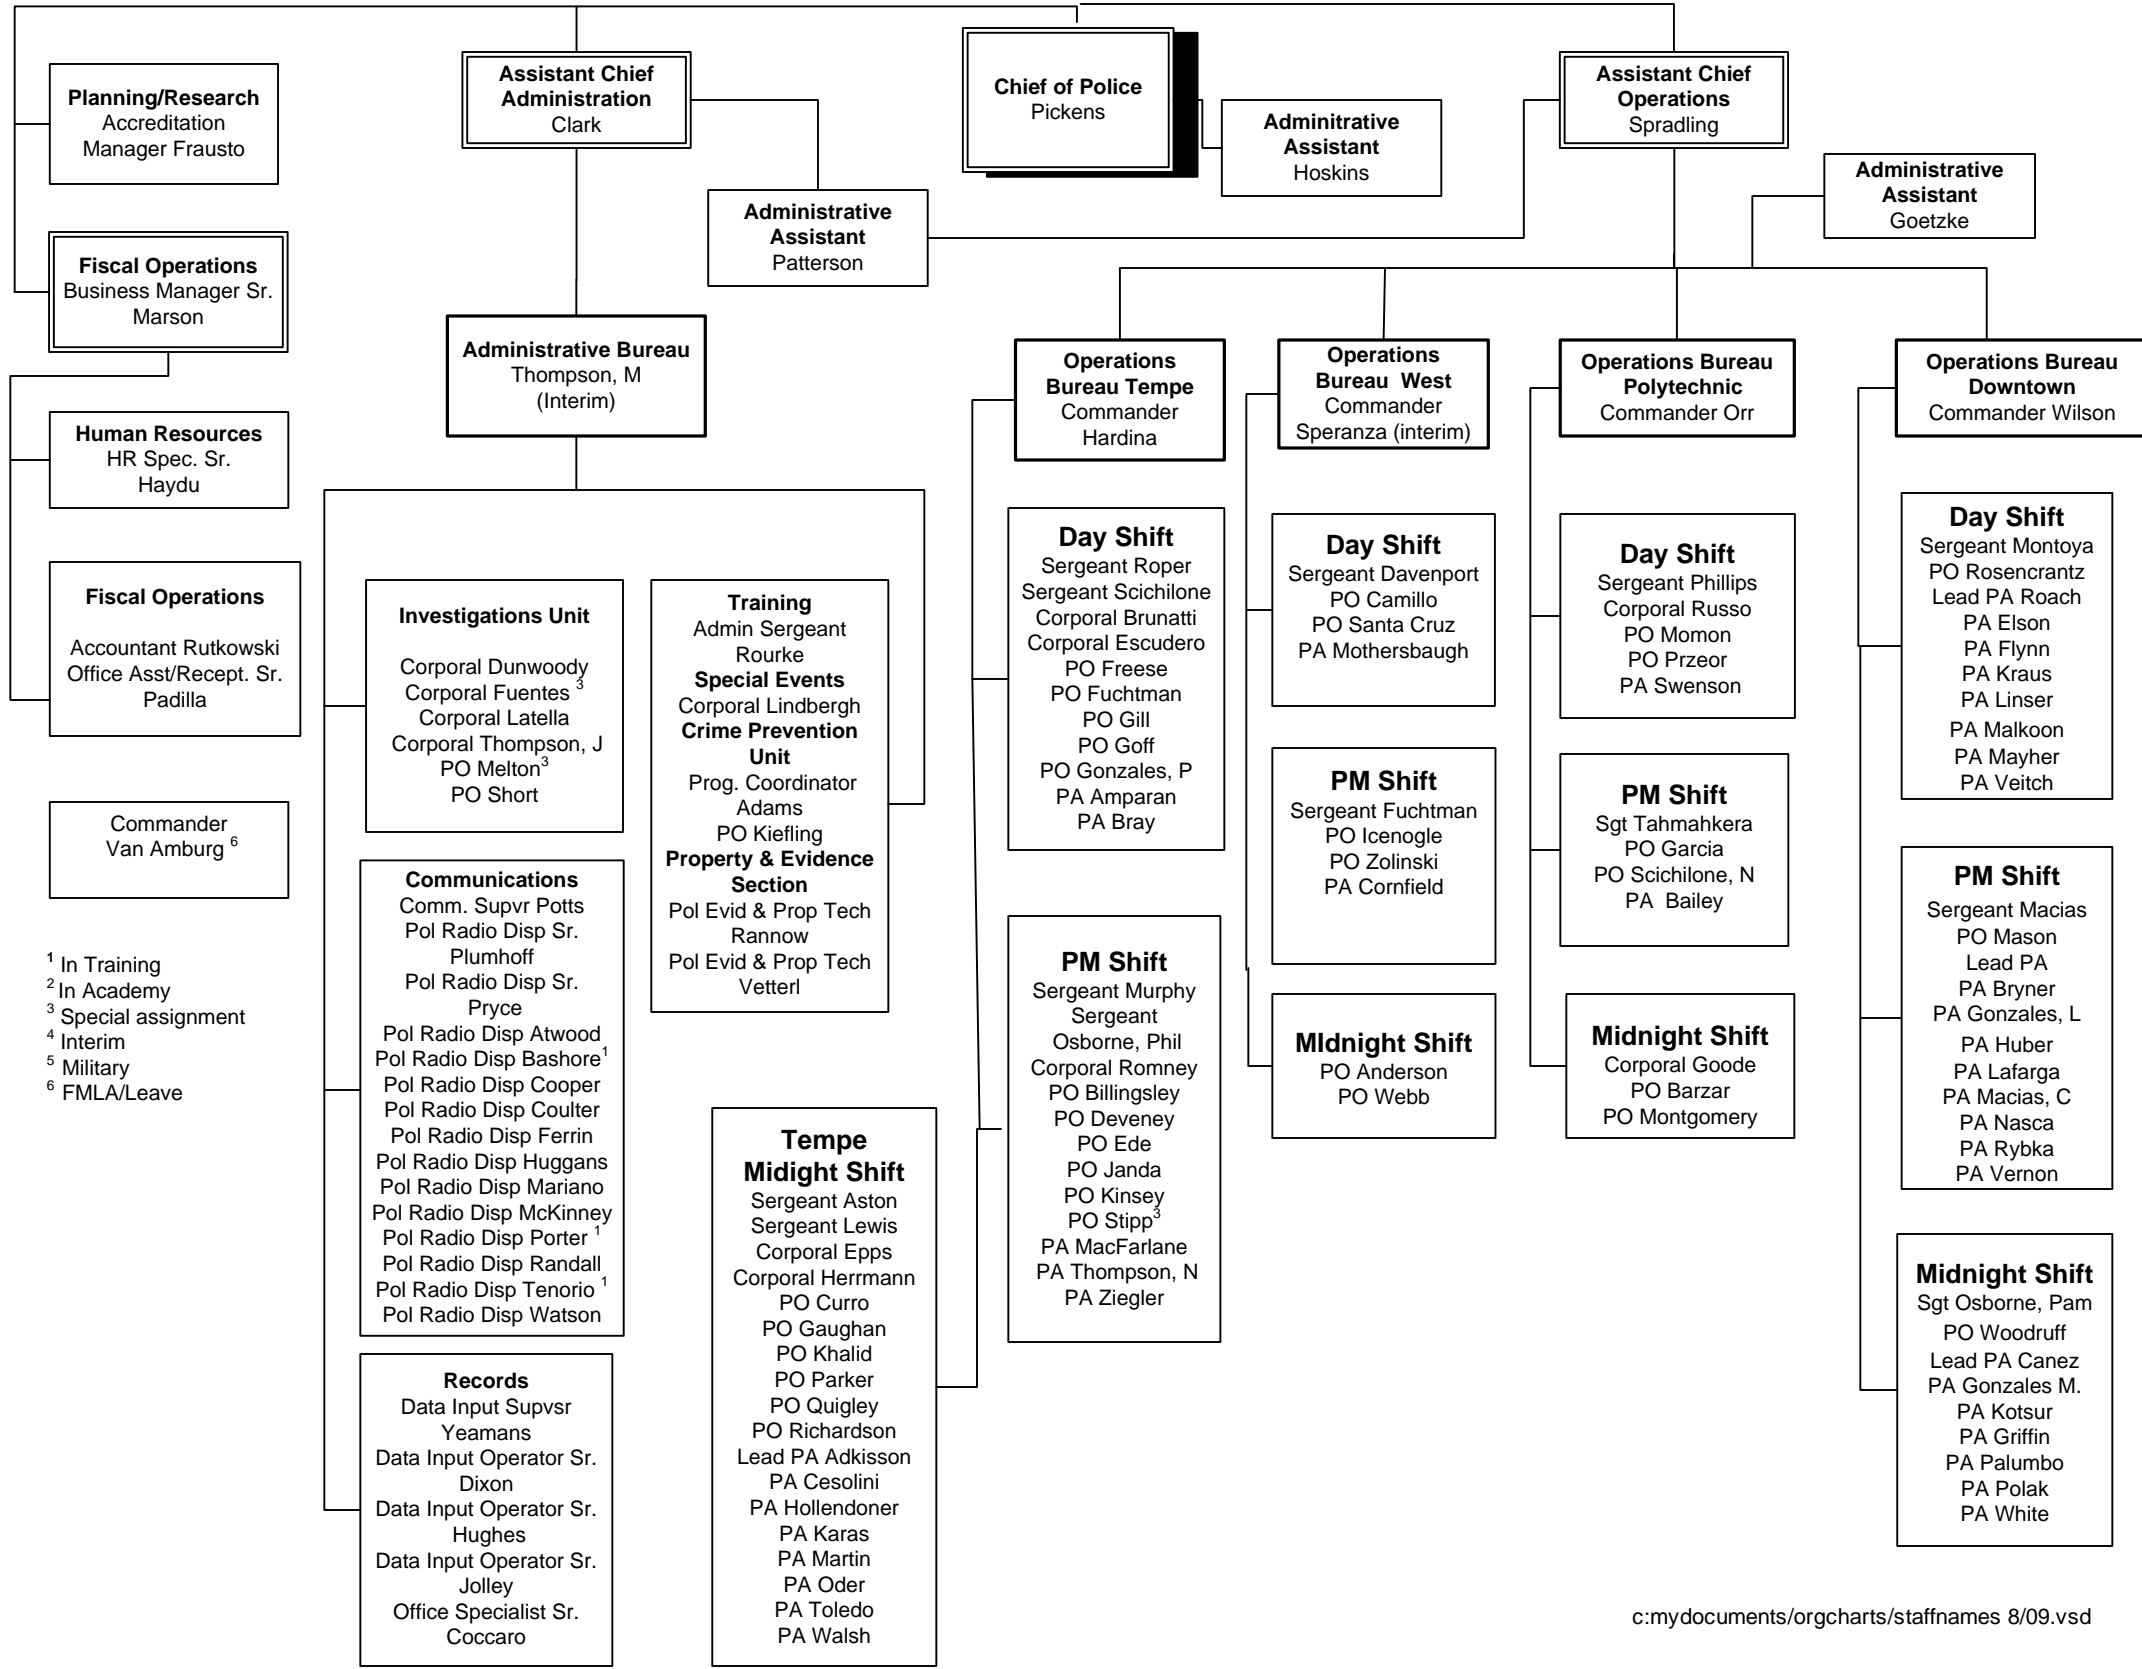 Planning/Research
Accreditation
Manager Frausto
Assistant Chief
Administration
Clark
Chief of Police
Pickens
Adminitrative
Assistant
Hoskins
Assistant Chief
Operations
Spradling
Administrative
Assistant
Goetzke
Administrative
Assistant
Patterson
Fiscal Operations
Business Manager Sr.
Marson
Administrative Bureau
Thompson, M
(Interim)
Operations
Bureau Tempe
Commander
Hardina
Operations
Bureau West
Commander
Speranza (interim)
Operations Bureau
Polytechnic
Commander Orr
Operations Bureau
Downtown
Commander Wilson
Human Resources
HR Spec. Sr.
Haydu
Fiscal Operations
Accountant Rutkowski
Office Asst/Recept. Sr.
Padilla
Commander
Van Amburg 6
1 In Training
2 In Academy
3 Special assignment
4 Interim
5 Military
6 FMLA/Leave
Investigations Unit
Corporal Dunwoody
Corporal Fuentes 3
Corporal Latella
Corporal Thompson, J
PO Melton3
PO Short
Communications
Comm. Supvr Potts
Pol Radio Disp Sr.
Plumhoff
Pol Radio Disp Sr.
Pryce
Pol Radio Disp Atwood
Pol Radio Disp Bashore1
Pol Radio Disp Cooper
Pol Radio Disp Coulter
Pol Radio Disp Ferrin
Pol Radio Disp Huggans
Pol Radio Disp Mariano
Pol Radio Disp McKinney
Pol Radio Disp Porter 1
Pol Radio Disp Randall
Pol Radio Disp Tenorio 1
Pol Radio Disp Watson
Records
Data Input Supvsr
Yeamans
Data Input Operator Sr.
Dixon
Data Input Operator Sr.
Hughes
Data Input Operator Sr.
Jolley
Office Specialist Sr.
Coccaro
Training
Admin Sergeant
Rourke
Special Events
Corporal Lindbergh
Crime Prevention
Unit
Prog. Coordinator
Adams
PO Kiefling
Property & Evidence
Section
Pol Evid & Prop Tech
Rannow
Pol Evid & Prop Tech
Vetterl
Tempe
Midight Shift
Sergeant Aston
Sergeant Lewis
Corporal Epps
Corporal Herrmann
PO Curro
PO Gaughan
PO Khalid
PO Parker
PO Quigley
PO Richardson
Lead PA Adkisson
PA Cesolini
PA Hollendoner
PA Karas
PA Martin
PA Oder
PA Toledo
PA Walsh
Day Shift
Sergeant Roper
Sergeant Scichilone
Corporal Brunatti
Corporal Escudero
PO Freese
PO Fuchtman
PO Gill
PO Goff
PO Gonzales, P
PA Amparan
PA Bray
PM Shift
Sergeant Murphy
Sergeant
Osborne, Phil
Corporal Romney
PO Billingsley
PO Deveney
PO Ede
PO Janda
PO Kinsey
PO Stipp3
PA MacFarlane
PA Thompson, N
PA Ziegler
Day Shift
Sergeant Davenport
PO Camillo
PO Santa Cruz
PA Mothersbaugh
PM Shift
Sergeant Fuchtman
PO Icenogle
PO Zolinski
PA Cornfield
MIdnight Shift
PO Anderson
PO Webb
Day Shift
Sergeant Phillips
Corporal Russo
PO Momon
PO Przeor
PA Swenson
PM Shift
Sgt Tahmahkera
PO Garcia
PO Scichilone, N
PA Bailey
Midnight Shift
Corporal Goode
PO Barzar
PO Montgomery
Day Shift
Sergeant Montoya
PO Rosencrantz
Lead PA Roach
PA Elson
PA Flynn
PA Kraus
PA Linser
PA Malkoon
PA Mayher
PA Veitch
PM Shift
Sergeant Macias
PO Mason
Lead PA
PA Bryner
PA Gonzales, L
PA Huber
PA Lafarga
PA Macias, C
PA Nasca
PA Rybka
PA Vernon
Midnight Shift
Sgt Osborne, Pam
PO Woodruff
Lead PA Canez
PA Gonzales M.
PA Kotsur
PA Griffin
PA Palumbo
PA Polak
PA White
c:mydocuments/orgcharts/staffnames 8/09.vsd